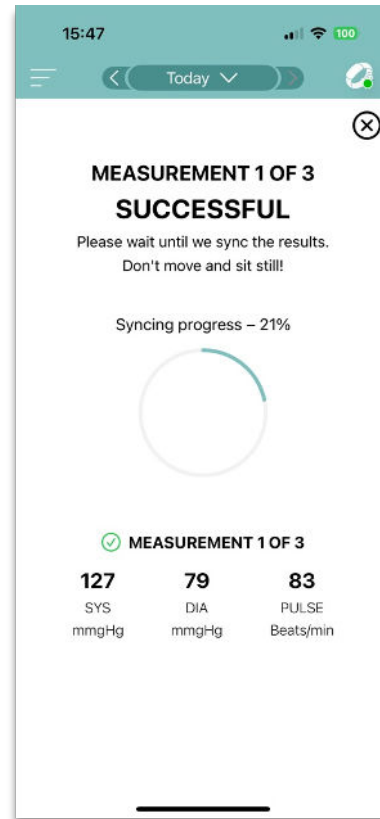 15:47
100
Today
MEASUREMENT 1 OF 3
SUCCESSFUL
Please wait until we sync the results.
Don't move and sit still!
Syncing progress – 21%
MEASUREMENT 1 OF 3
127 79 83
SYS DIA PULSE
mmgHg mmgHg Beats/min